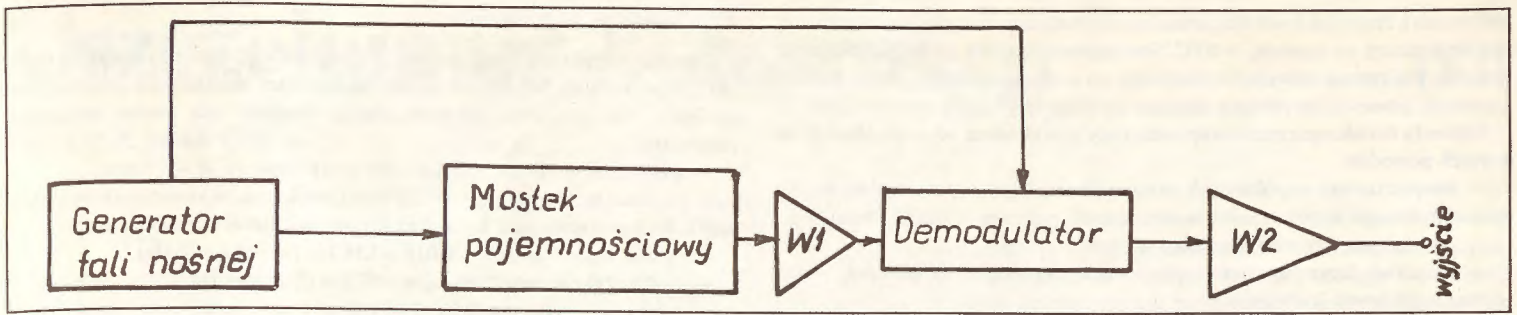 Generator
fali nośnej
Mostek
pojemnościowy
W1
Demodulator
W2
wyjście